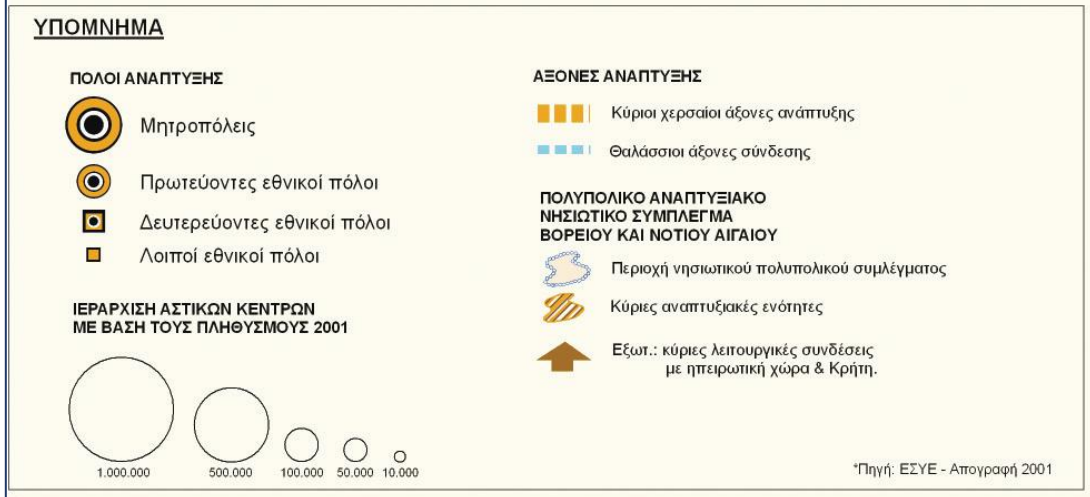 ΥΠΟΜΝΗΜΑ
ΠΟΛΟΙ ΑΝΑΠΤΥΞΗΣ
Μητροπόλεις
Πρωτεύοντες εθνικοί πόλοι
Δευτερεύοντες εθνικοί πόλοι
Λοιποί εθνικοί πόλοι
ΙΕΡΑΡΧΙΣΗ ΑΣΤΙΚΩΝ ΚΕΝΤΡΩΝ
ΜΕ ΒΑΣΗ ΤΟΥΣ ΠΛΗΘΥΣΜΟΥΣ 2001
1.000.000 500.000 100.000 50.000 10.000
ΑΞΟΝΕΣ ΑΝΑΠΤΥΞΗΣ
Κύριοι χερσαίοι άξονες ανάπτυξης
Θαλάσσιοι άξονες σύνδεσης
ΠΟΛΥΠΟΛΙΚΟ ΑΝΑΠΤΥΞΙΑΚΟ
ΝΗΣΙΩΤΙΚΟ ΣΥΜΠΛΕΓΜΑ
ΒΟΡΕΙΟΥ ΚΑΙ ΝΟΤΙΟΥ ΑΙΓΑΙΟΥ
Περιοχή νησιωτικού πολυπολικού συμλέγματος
Κύριες αναπτυξιακές ενότητες
Εξωτ.: κύριες λειτουργικές συνδέσεις
με ηπειρωτική χώρα & Κρήτη.
*Πηγή: ΕΣΥΕ - Απογραφή 2001